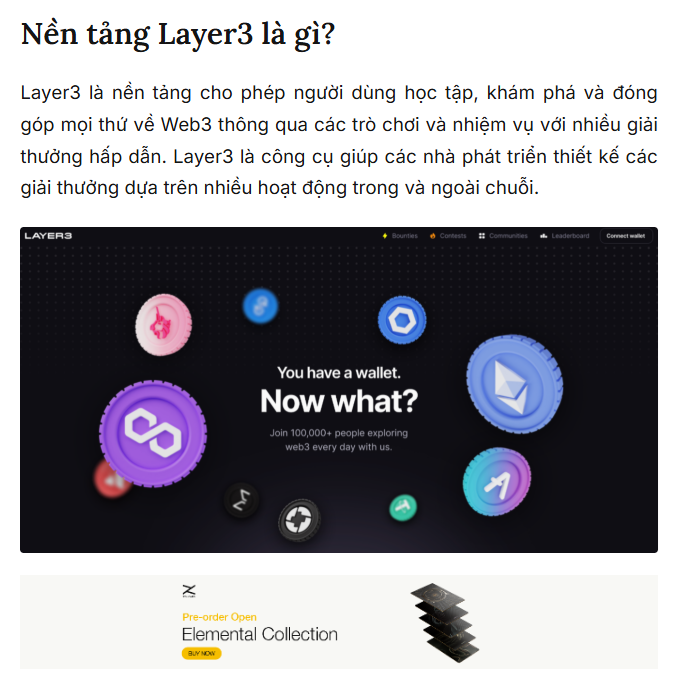 Nền tảng Layer3 là gì?
Layer3 là nền tảng cho phép người dùng học tập, khám phá và đóng
góp mọi thứ về Web3 thông qua các trò chơi và nhiệm vụ với nhiều giải
thưởng hấp dẫn. Layer3 là công cụ giúp các nhà phát triển thiết kế các
giải thưởng dựa trên nhiều hoạt động trong và ngoài chuỗi.
LAYER3 Bounties Contests Communities Leaderboard Connect wallet
You have a wallet.
Now what?
Join 100,000+ people exploring
web3 every day with us.
Pre-order Open
Elemental Collection
BUY NOW